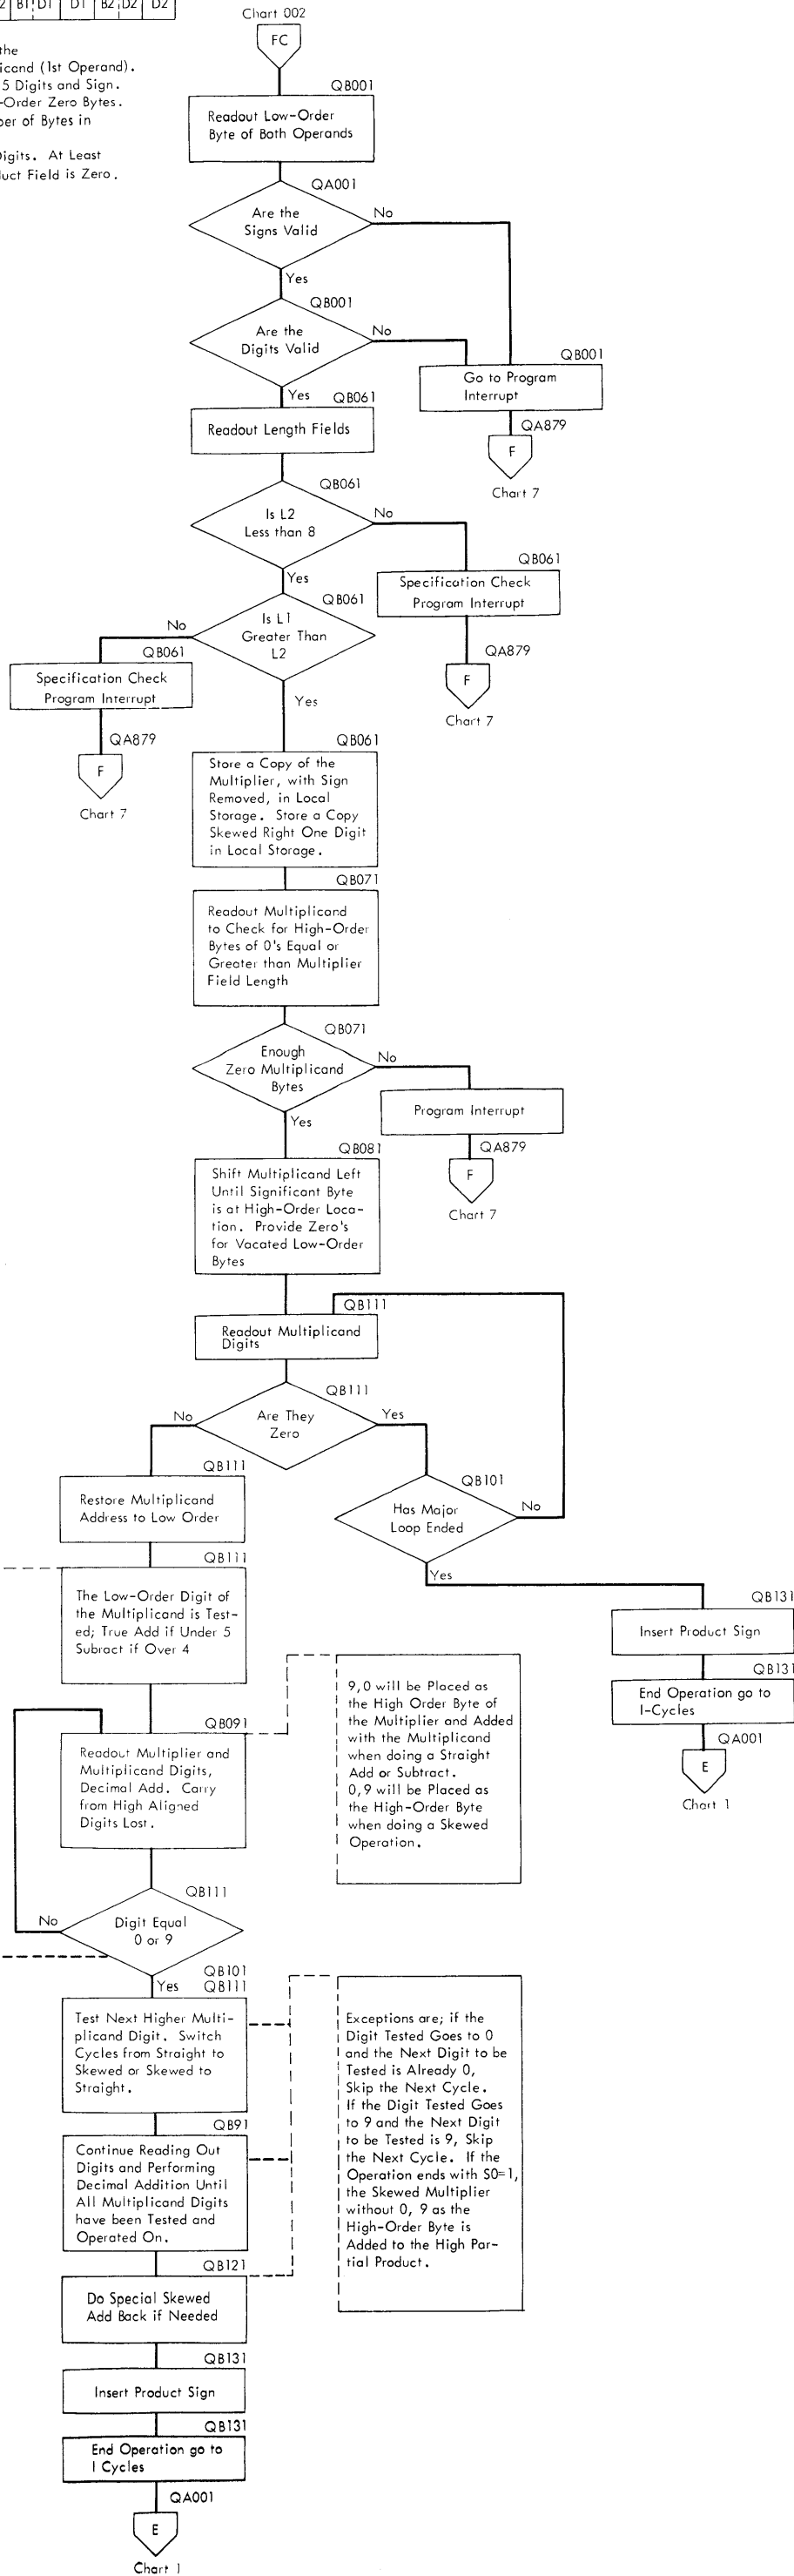 2 B1 D1 D1 B2 D2 D2
Chart 002
FC
the
icand (1st Operand).
5 Digits and Sign.
-Order Zero Bytes.
ber of Bytes in
Digits. At Least
uct Field is Zero.
QB001
Readout Low-Order
Byte of Both Operands
QA001
Are the
Signs Valid
No
Yes
QB001
Are the
Digits Valid
No
Yes
QB001
Go to Program
Interrupt
QA879
F
Chart 7
QB061
Readout Length Fields
QB061
Is L2
Less than 8
No
Yes
QB061
Specification Check
Program Interrupt
QA879
F
Chart 7
QB061
Is L1
Greater Than
L2
No
Yes
QB061
Specification Check
Program Interrupt
QA879
F
Chart 7
QB061
Store a Copy of the
Multiplier, with Sign
Removed, in Local
Storage. Store a Copy
Skewed Right One Digit
in Local Storage.
QB071
Readout Multiplicand
to Check for High-Order
Bytes of 0's Equal or
Greater than Multiplier
Field Length
QB071
Enough
Zero Multiplicand
Bytes
No
Yes
Program Interrupt
QA879
F
Chart 7
QB081
Shift Multiplicand Left
Until Significant Byte
is at High-Order Loca-
tion. Provide Zero's
for Vacated Low-Order
Bytes
QB111
Readout Multiplicand
Digits
QB111
Are They
Zero
No
Yes
QB101
Has Major
Loop Ended
No
Yes
QB131
Insert Product Sign
QB131
End Operation go to
I-Cycles
QA001
E
Chart 1
QB111
Restore Multiplicand
Address to Low Order
QB111
The Low-Order Digit of
the Multiplicand is Test-
ed; True Add if Under 5
Subract if Over 4
QB091
Readout Multiplier and
Multiplicand Digits,
Decimal Add. Carry
from High Aligned
Digits Lost.
9,0 will be Placed as
the High Order Byte of
the Multiplier and Added
with the Multiplicand
when doing a Straight
Add or Subtract.
0,9 will be Placed as
the High-Order Byte
when doing a Skewed
Operation.
QB111
Digit Equal
0 or 9
No
Yes
QB101
QB111
Test Next Higher Multi-
plicand Digit. Switch
Cycles from Straight to
Skewed or Skewed to
Straight.
QB91
Continue Reading Out
Digits and Performing
Decimal Addition Until
All Multiplicand Digits
have been Tested and
Operated On.
Exceptions are; if the
Digit Tested Goes to 0
and the Next Digit to be
Tested is Already 0,
Skip the Next Cycle.
If the Digit Tested Goes
to 9 and the Next Digit
to be Tested is 9, Skip
the Next Cycle. If the
Operation ends with S0=1,
the Skewed Multiplier
without 0, 9 as the
High-Order Byte is
Added to the High Par-
tial Product.
QB121
Do Special Skewed
Add Back if Needed
QB131
Insert Product Sign
QB131
End Operation go to
I Cycles
QA001
E
Chart 1